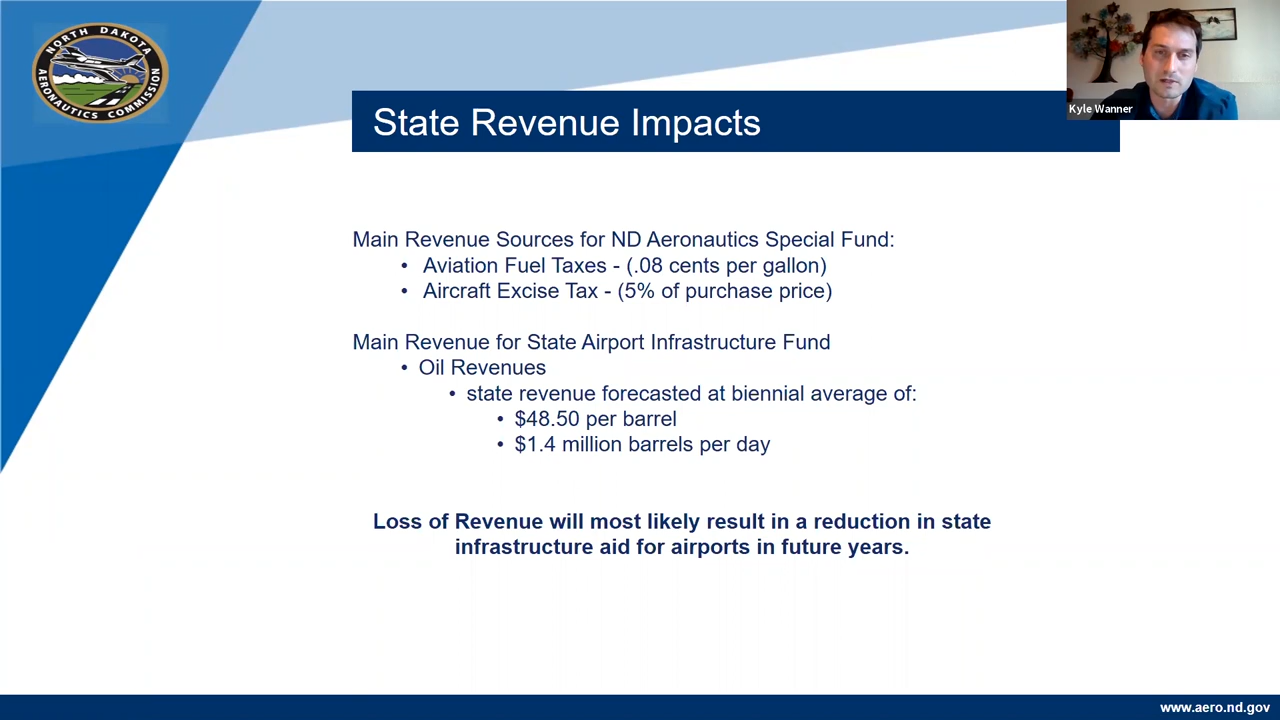 NORTH DAKOTA
AERONAUTICS COMMISSION
Kyle Wanner
State Revenue Impacts
Main Revenue Sources for ND Aeronautics Special Fund:
• Aviation Fuel Taxes - (.08 cents per gallon)
• Aircraft Excise Tax - (5% of purchase price)
Main Revenue for State Airport Infrastructure Fund
• Oil Revenues
• state revenue forecasted at biennial average of:
• $48.50 per barrel
• $1.4 million barrels per day
Loss of Revenue will most likely result in a reduction in state
infrastructure aid for airports in future years.
www.aero.nd.gov